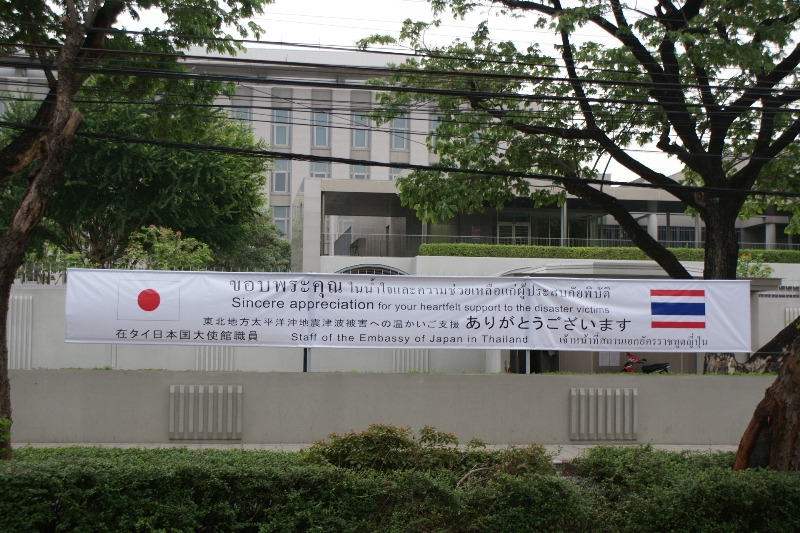 ขอบพระคุณ ในน้ำใจและความช่วยเหลือแก่ผู้ประสบภัยพิบัติ
Sincere appreciation for your heartfelt support to the disaster victims
東北地方太平洋沖地震津波被害への温かいご支援 ありがとうございます
在タイ日本国大使館職員 Staff of the Embassy of Japan in Thailand เจ้าหน้าที่สถานเอกอัครราชทูตญี่ปุ่น